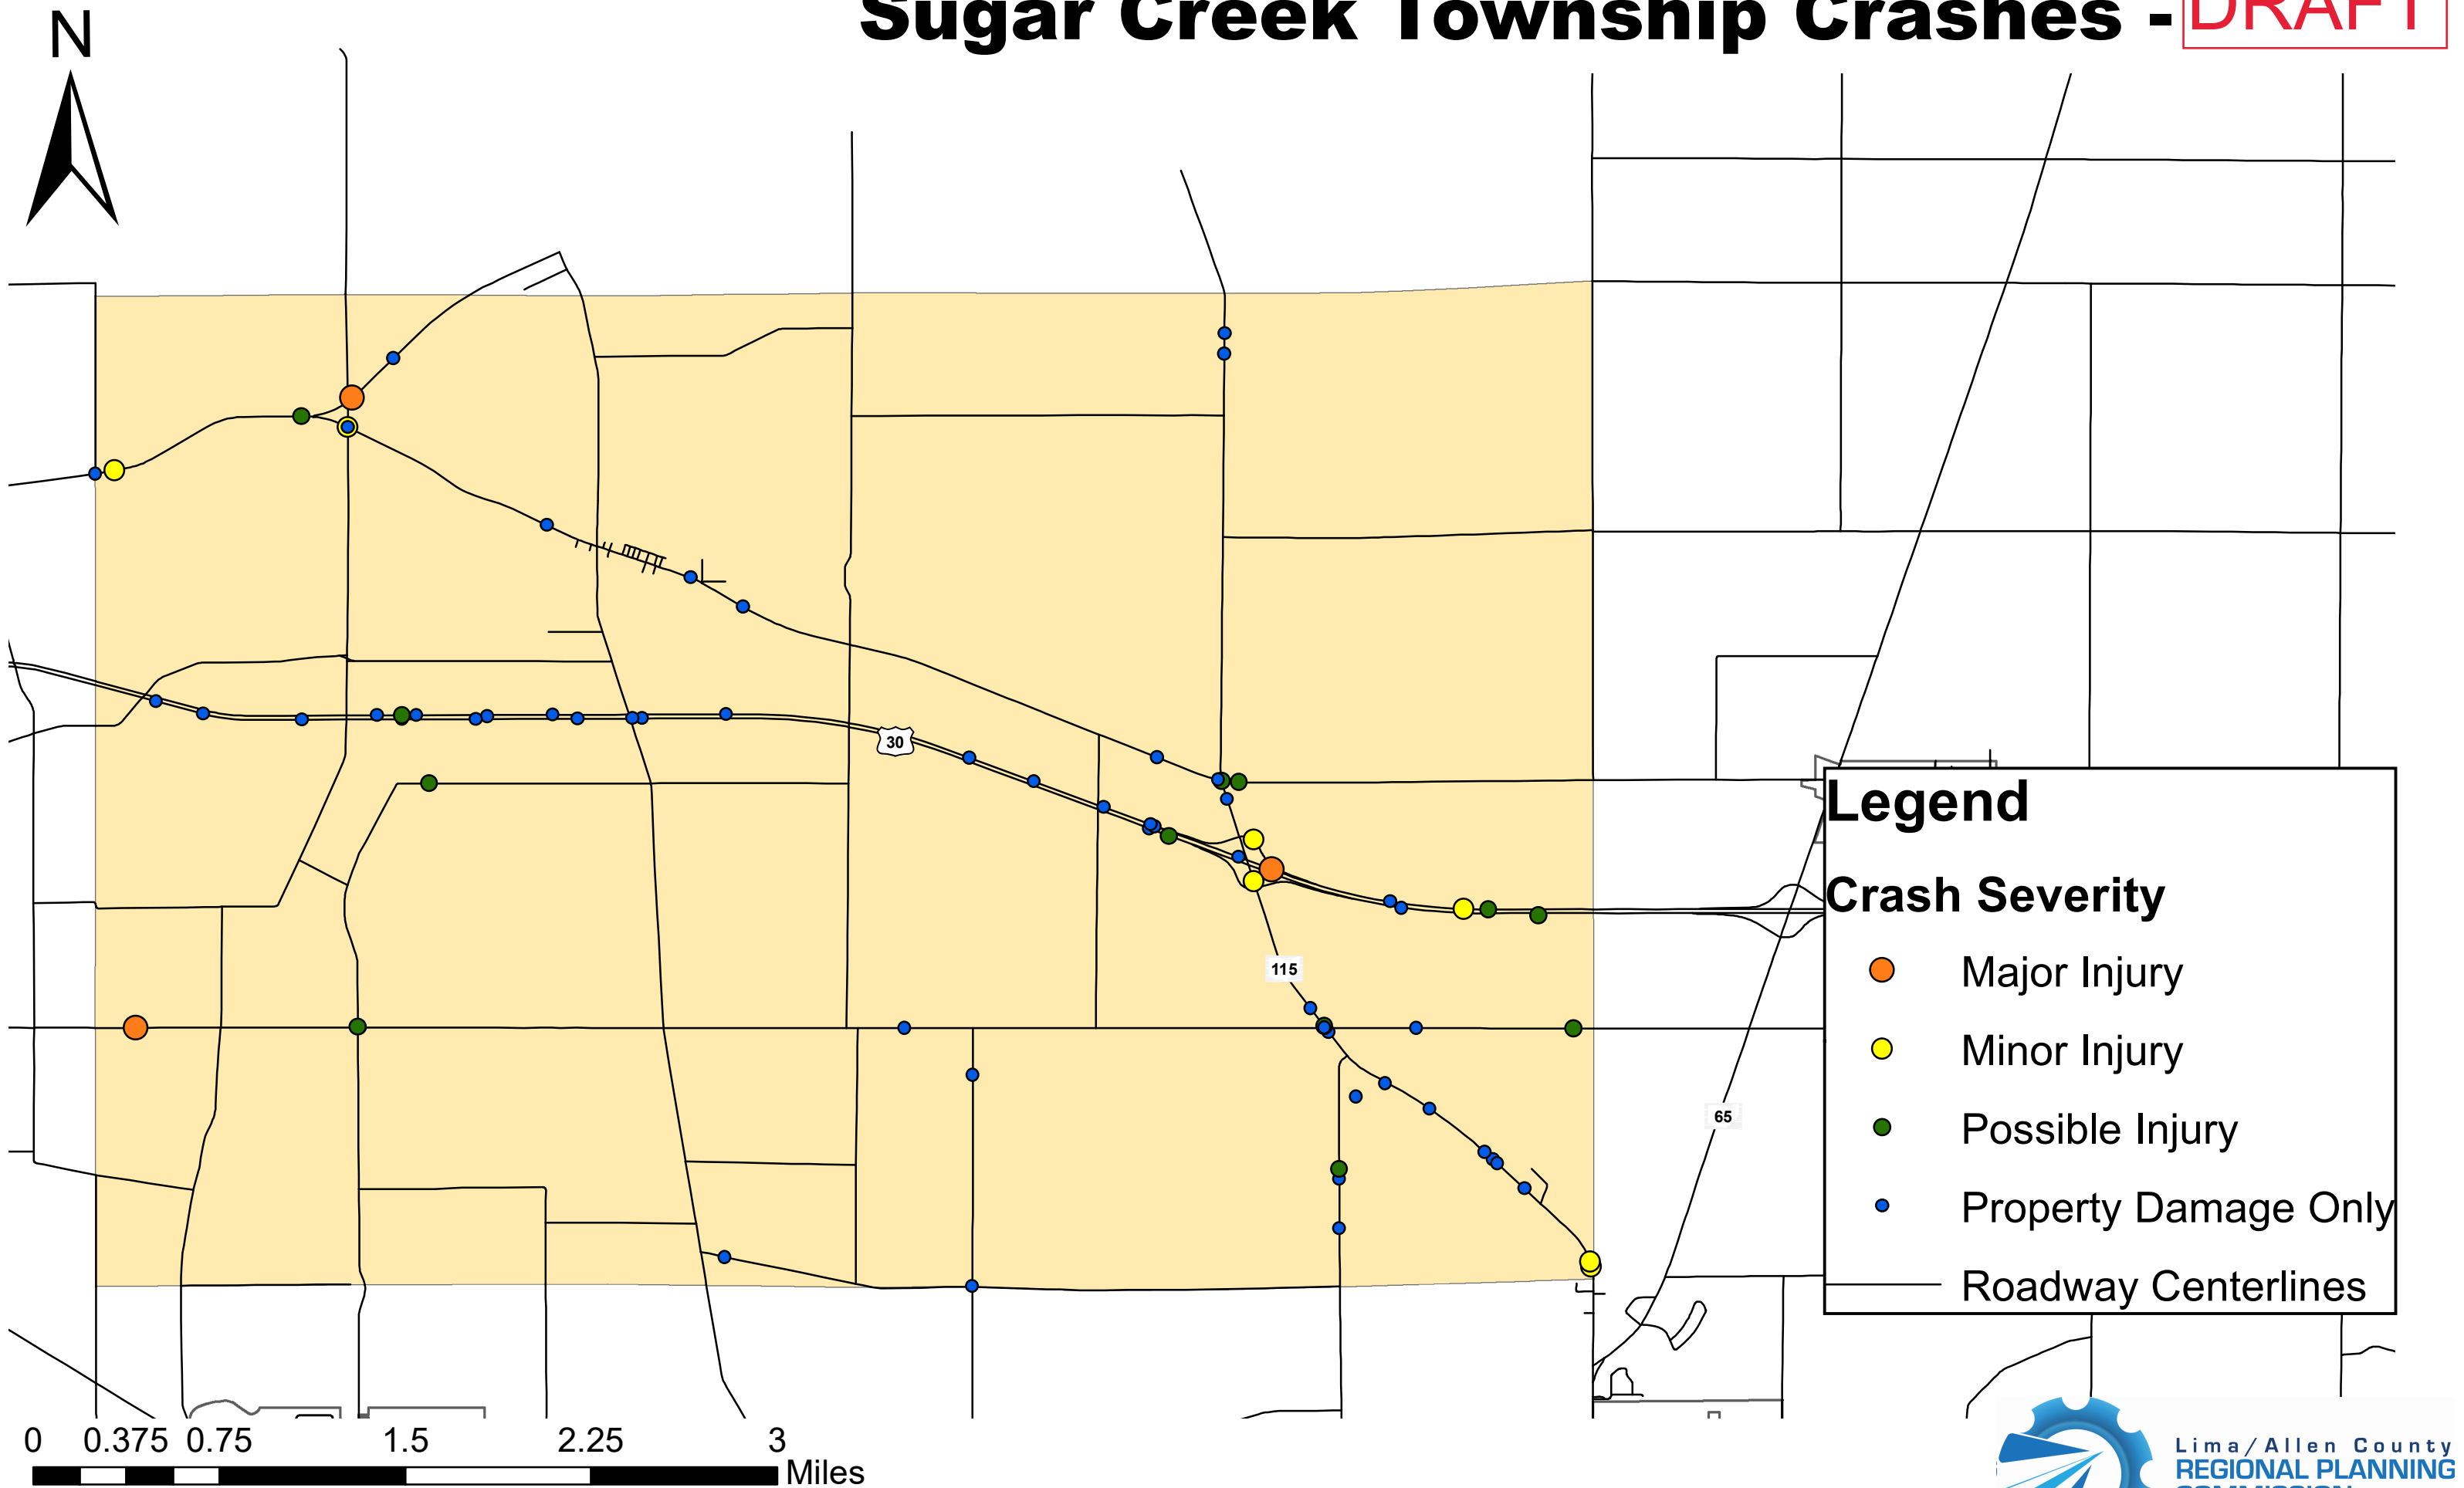 Sugar Creek Township Crashes - DRAFT
N
30
115
65
Legend
Crash Severity
Major Injury
Minor Injury
Possible Injury
Property Damage Only
Roadway Centerlines
0 0.375 0.75 1.5 2.25 3
Miles
Lima/Allen County
REGIONAL PLANNING
COMMISSION